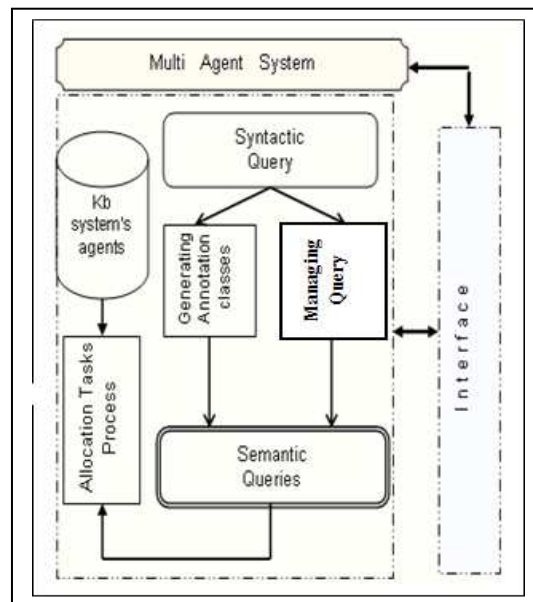 Multi Agent System
Syntactic
Query
Kb
system's
agents
Generating
Annotation
classes
Managing
Query
Interface
Allocation Tasks
Process
Semantic
Queries